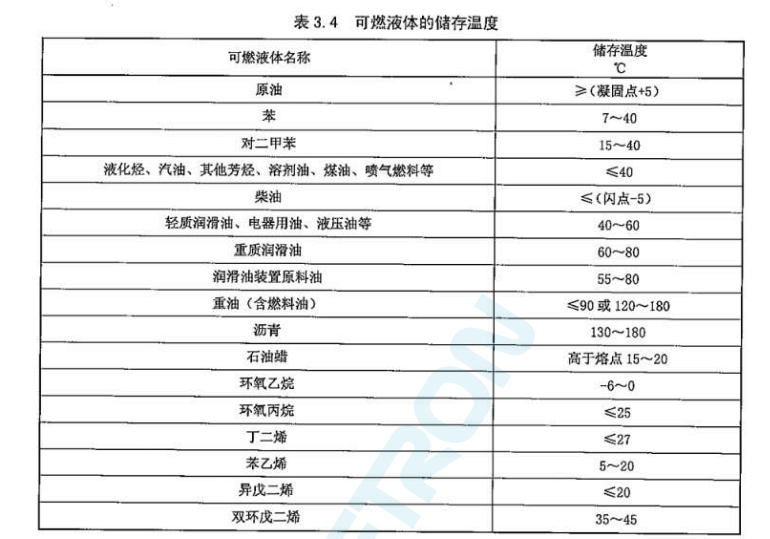 表 3.4 可燃液体的储存温度
可燃液体名称 储存温度
℃
原油 ≥(凝固点+5)
苯 7～40
对二甲苯 15～40
液化烃、汽油、其他芳烃、溶剂油、煤油、喷气燃料等 ≤40
柴油 ≤(闪点-5)
轻质润滑油、电器用油、液压油等 40～60
重质润滑油 60～80
润滑油装置原料油 55～80
重油（含燃料油） ≤90 或 120～180
沥青 130～180
石油蜡 高于熔点 15～20
环氧乙烷 -6～0
环氧丙烷 ≤25
丁二烯 ≤27
苯乙烯 5～20
异戊二烯 ≤20
双环戊二烯 35～45